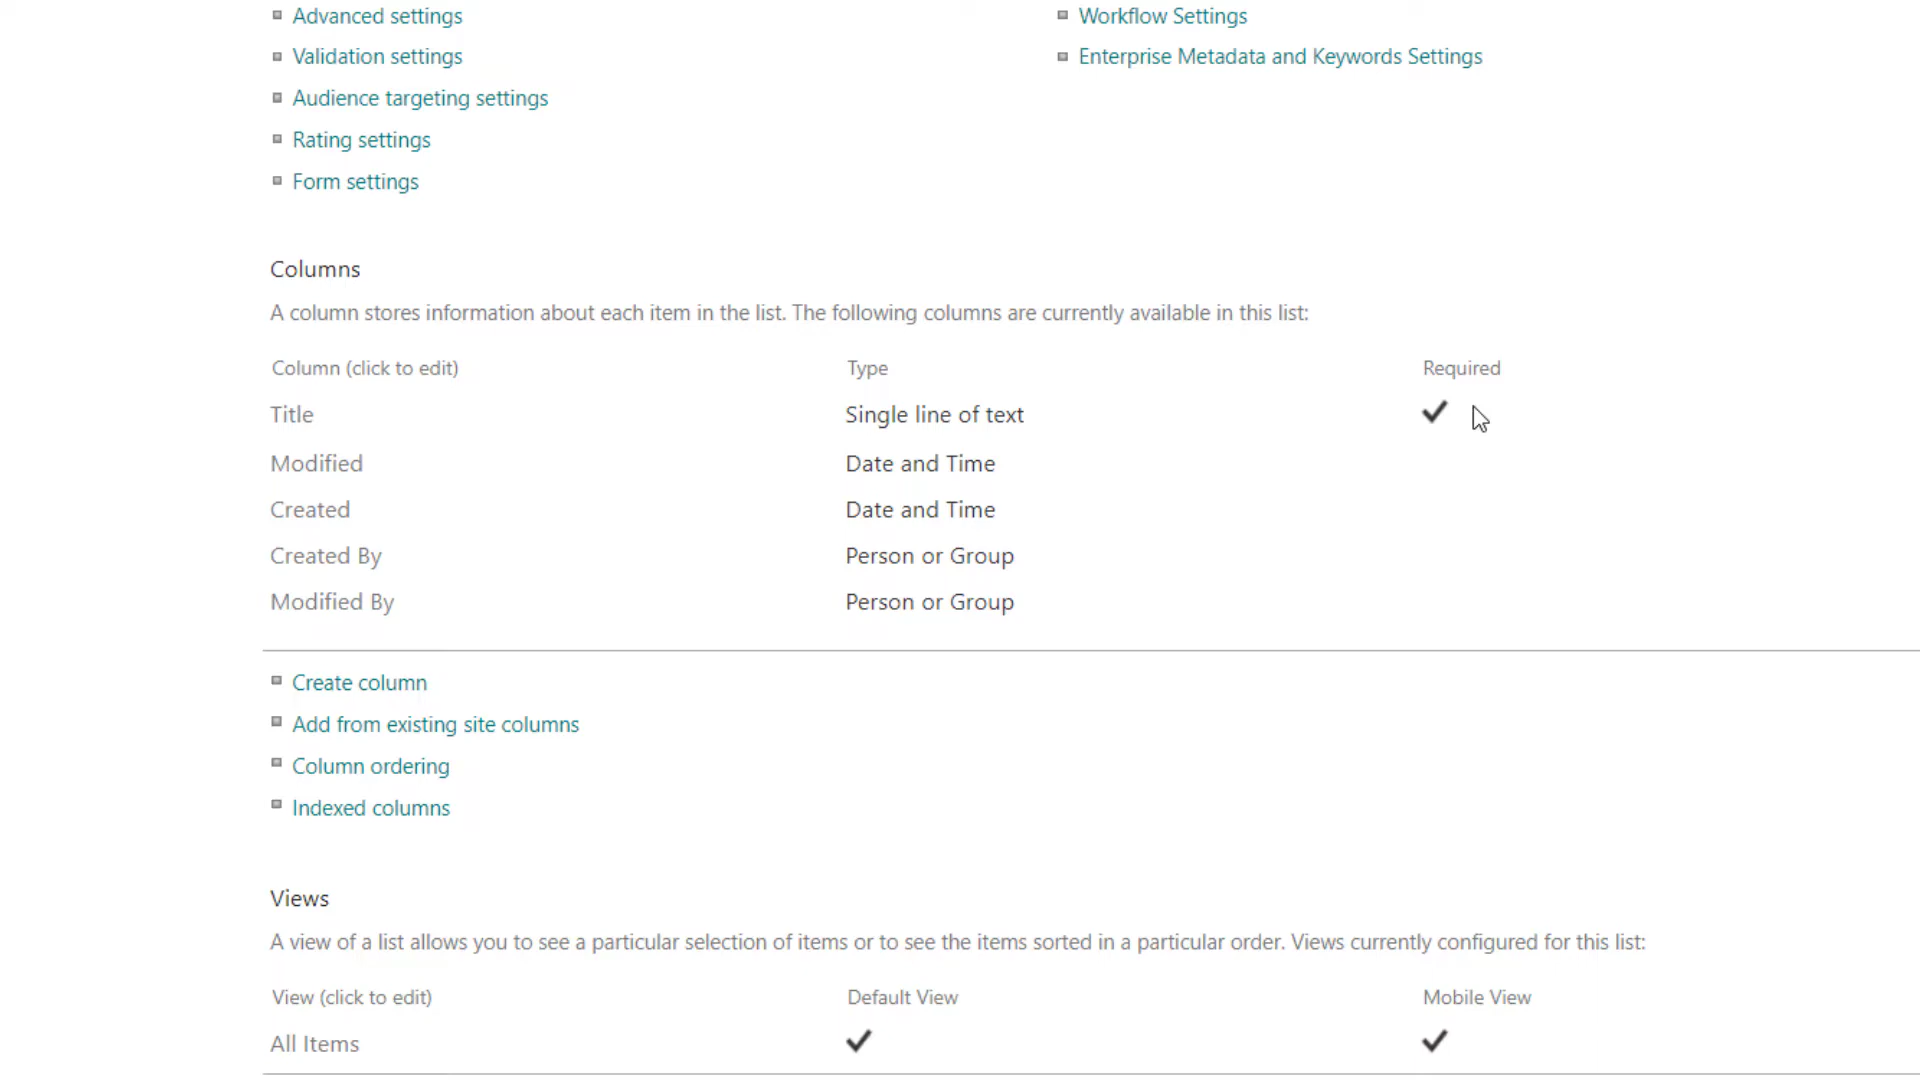 Advanced settings
Workflow Settings
Validation settings
Enterprise Metadata and Keywords Settings
Audience targeting settings
Rating settings
Form settings
Columns
A column stores information about each item in the list. The following columns are currently available in this list:
Column (click to edit) Type Required
Title Single line of text
Modified Date and Time
Created Date and Time
Created By Person or Group
Modified By Person or Group
Create column
Add from existing site columns
Column ordering
Indexed columns
Views
A view of a list allows you to see a particular selection of items or to see the items sorted in a particular order. Views currently configured for this list:
View (click to edit) Default View Mobile View
All Items